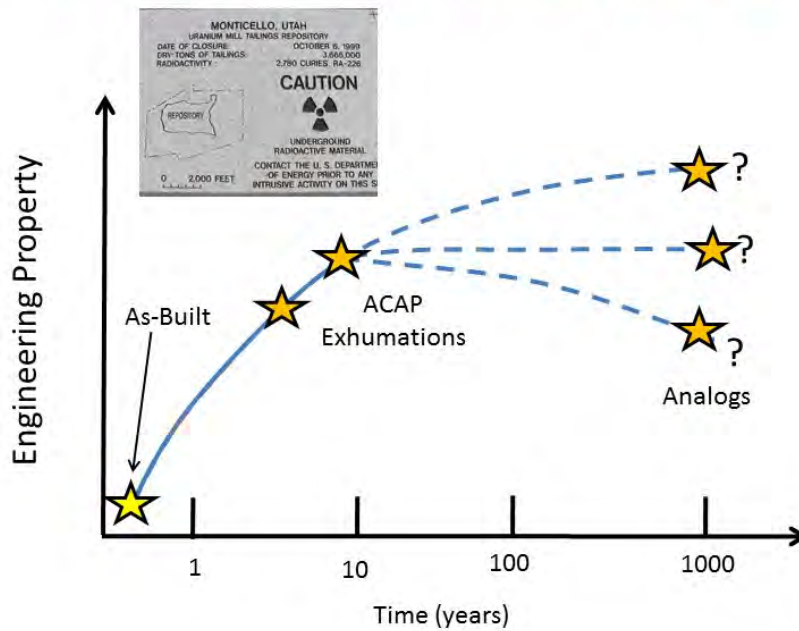 MONTICELLO, UTAH
URANIUM MILL TAILINGS REPOSITORY
DATE OF CLOSURE: OCTOBER 6, 1999
DRY TONS OF TAILINGS: 3,666,000
RADIOACTIVITY: 2,780 CURIES, RA-226
CAUTION
REPOSITORY
UNDERGROUND
RADIOACTIVE MATERIAL
CONTACT THE U. S. DEPARTME
OF ENERGY PRIOR TO ANY
INTRUSIVE ACTIVITY ON THIS S
0 2,000 FEET
Engineering Property
As-Built
ACAP
Exhumations
?
?
?
Analogs
1
10
100
1000
Time (years)